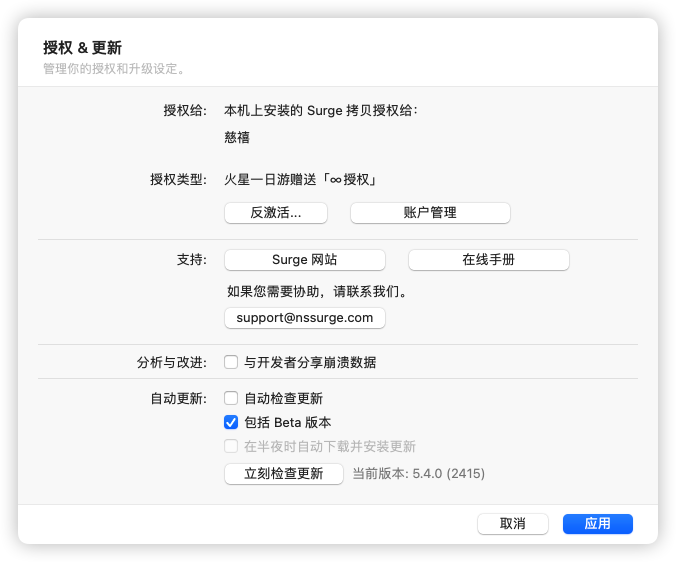 授权 & 更新
管理你的授权和升级设定。
授权给: 本机上安装的 Surge 拷贝授权给：
慈禧
授权类型: 火星一日游赠送「∞授权」
反激活... 账户管理
支持: Surge 网站 在线手册
如果您需要协助，请联系我们。
support@nssurge.com
分析与改进: 与开发者分享崩溃数据
自动更新: 自动检查更新
包括 Beta 版本
在半夜时自动下载并安装更新
立刻检查更新 当前版本: 5.4.0 (2415)
取消 应用